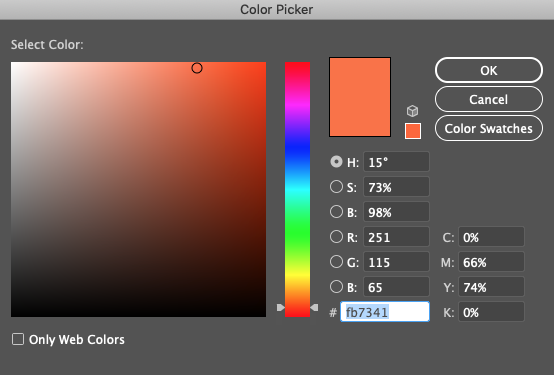 Color Picker
Select Color:
OK
Cancel
Color Swatches
H: 15°
S: 73%
B: 98%
R: 251
G: 115
B: 65
# fb7341
C: 0%
M: 66%
Y: 74%
K: 0%
Only Web Colors